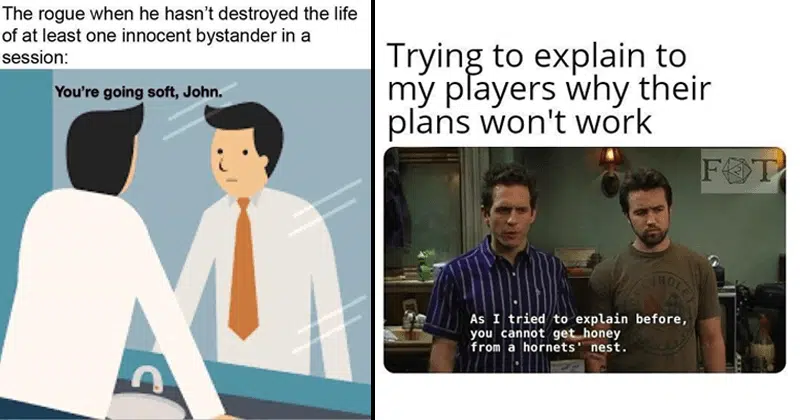 The rogue when he hasn't destroyed the life
of at least one innocent bystander in a
session:
You're going soft, John.
Trying to explain to
my players why their
plans won't work
F T
As I tried to explain before,
you cannot get honey
from a hornets' nest.